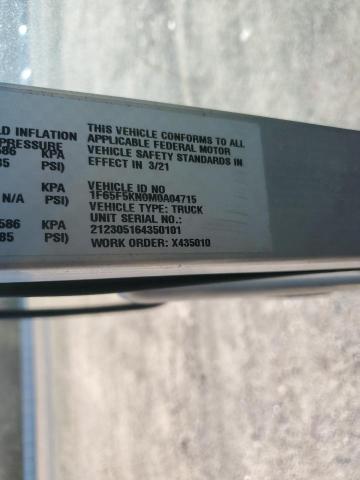 LD INFLATION
PRESSURE
586 KPA
85 PSI)
KPA
N/A PSI)
586 KPA
85 PSI)
THIS VEHICLE CONFORMS TO ALL
APPLICABLE FEDERAL MOTOR
VEHICLE SAFETY STANDARDS IN
EFFECT IN 3/21
VEHICLE ID NO
1F65F5KN0M0A04715
VEHICLE TYPE: TRUCK
UNIT SERIAL NO.:
212305164350101
WORK ORDER: X435010